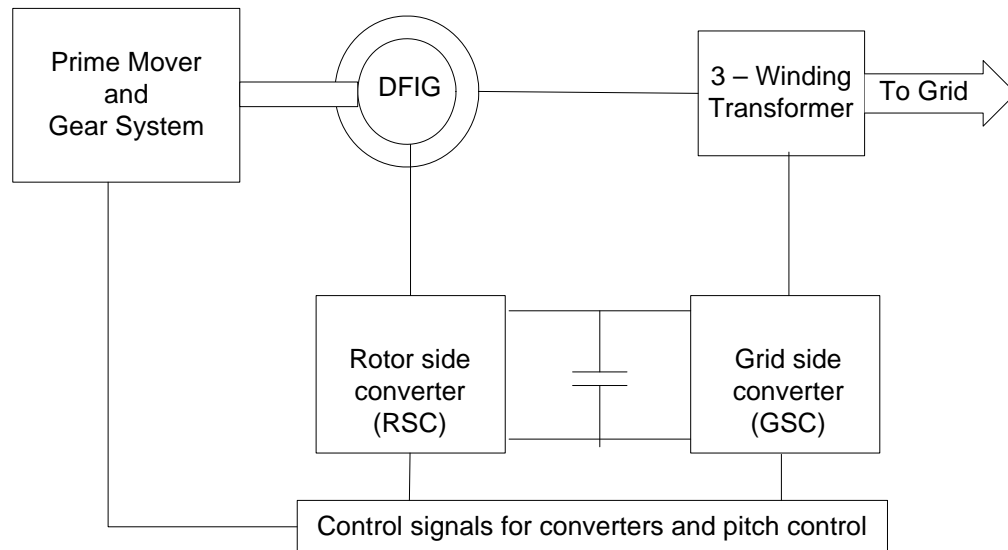 Prime Mover
and
Gear System
DFIG
3 – Winding
Transformer
To Grid
Rotor side
converter
(RSC)
Grid side
converter
(GSC)
Control signals for converters and pitch control